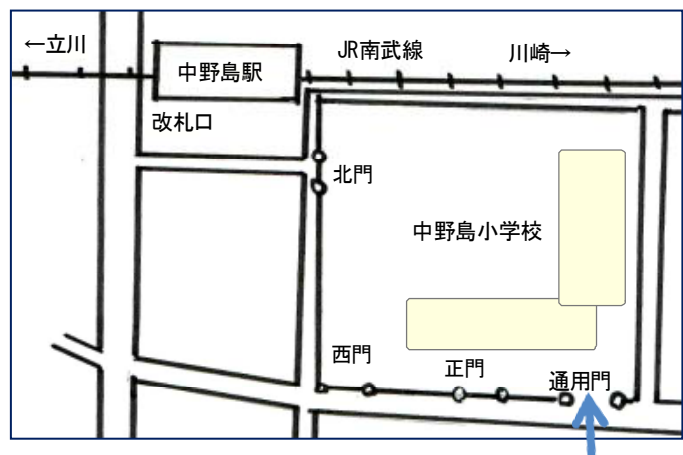 ←立川
JR南武線
川崎→
中野島駅
改札口
北門
中野島小学校
西門
正門
通用門